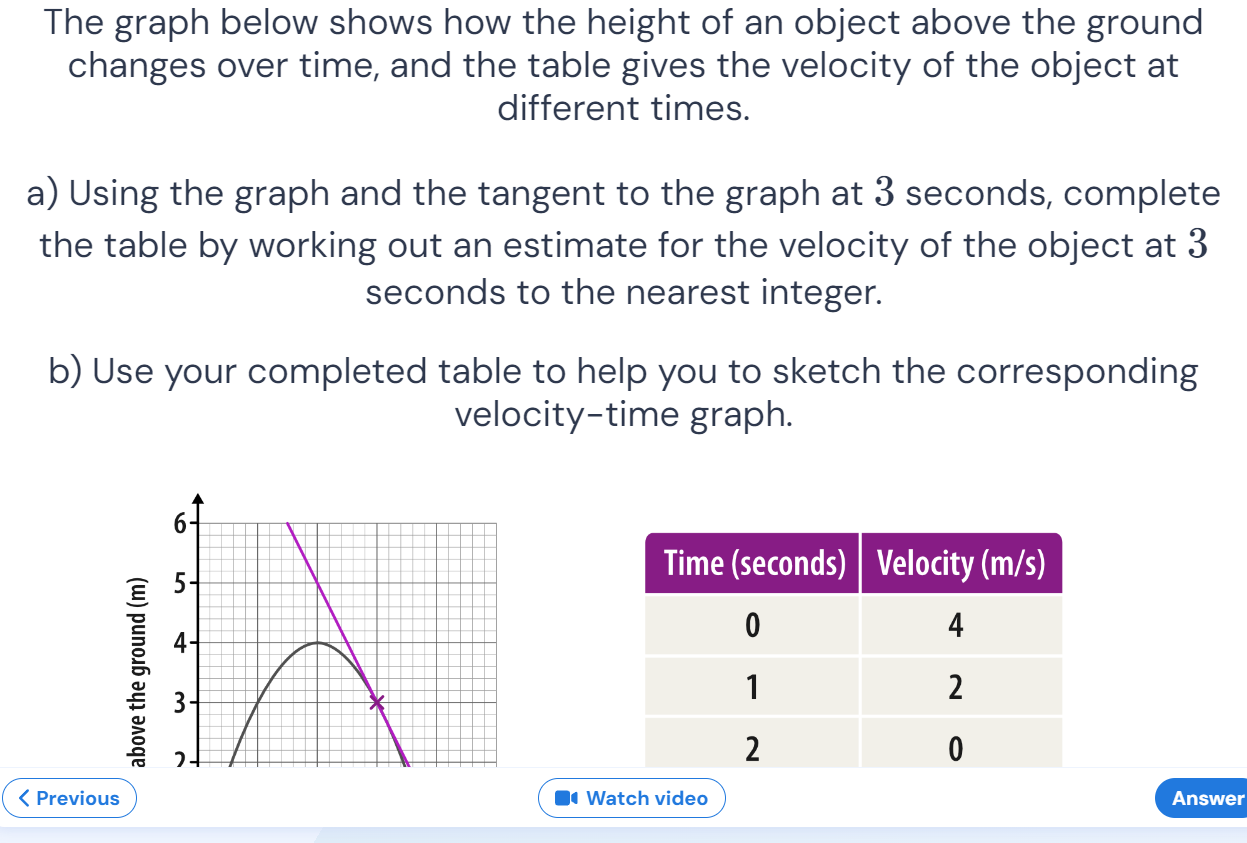 The graph below shows how the height of an object above the ground
changes over time, and the table gives the velocity of the object at
different times.
a) Using the graph and the tangent to the graph at 3 seconds, complete
the table by working out an estimate for the velocity of the object at 3
seconds to the nearest integer.
b) Use your completed table to help you to sketch the corresponding
velocity-time graph.
6
5
4
3
2
above the ground (m)
Time (seconds) Velocity (m/s)
0 4
1 2
2 0
Previous
Watch video
Answer